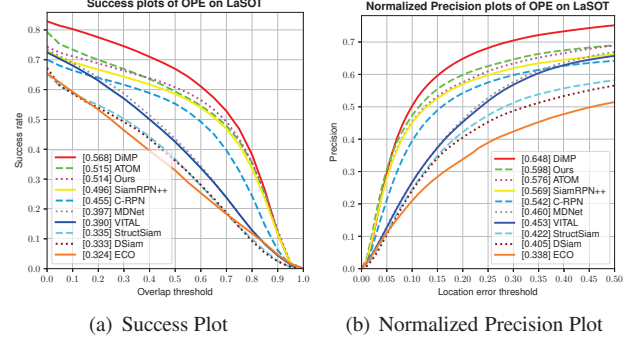 Success plots of OPE on LaSOT
Normalized Precision plots of OPE on LaSOT
0.8
0.7
0.6
0.5
0.4
0.3
0.2
0.1
0.0
Success rate
[0.568] DiMP
[0.515] ATOM
[0.514] Ours
[0.496] SiamRPN++
[0.455] C-RPN
[0.397] MDNet
[0.390] VITAL
[0.335] StructSiam
[0.333] DSiam
[0.324] ECO
0.0 0.1 0.2 0.3 0.4 0.5 0.6 0.7 0.8 0.9 1.0
Overlap threshold
0.7
0.6
0.5
0.4
0.3
0.2
0.1
0.0
Precision
[0.648] DiMP
[0.598] Ours
[0.576] ATOM
[0.569] SiamRPN++
[0.542] C-RPN
[0.460] MDNet
[0.453] VITAL
[0.422] StructSiam
[0.405] DSiam
[0.338] ECO
0.00 0.05 0.10 0.15 0.20 0.25 0.30 0.35 0.40 0.45 0.50
Location error threshold
(a) Success Plot
(b) Normalized Precision Plot